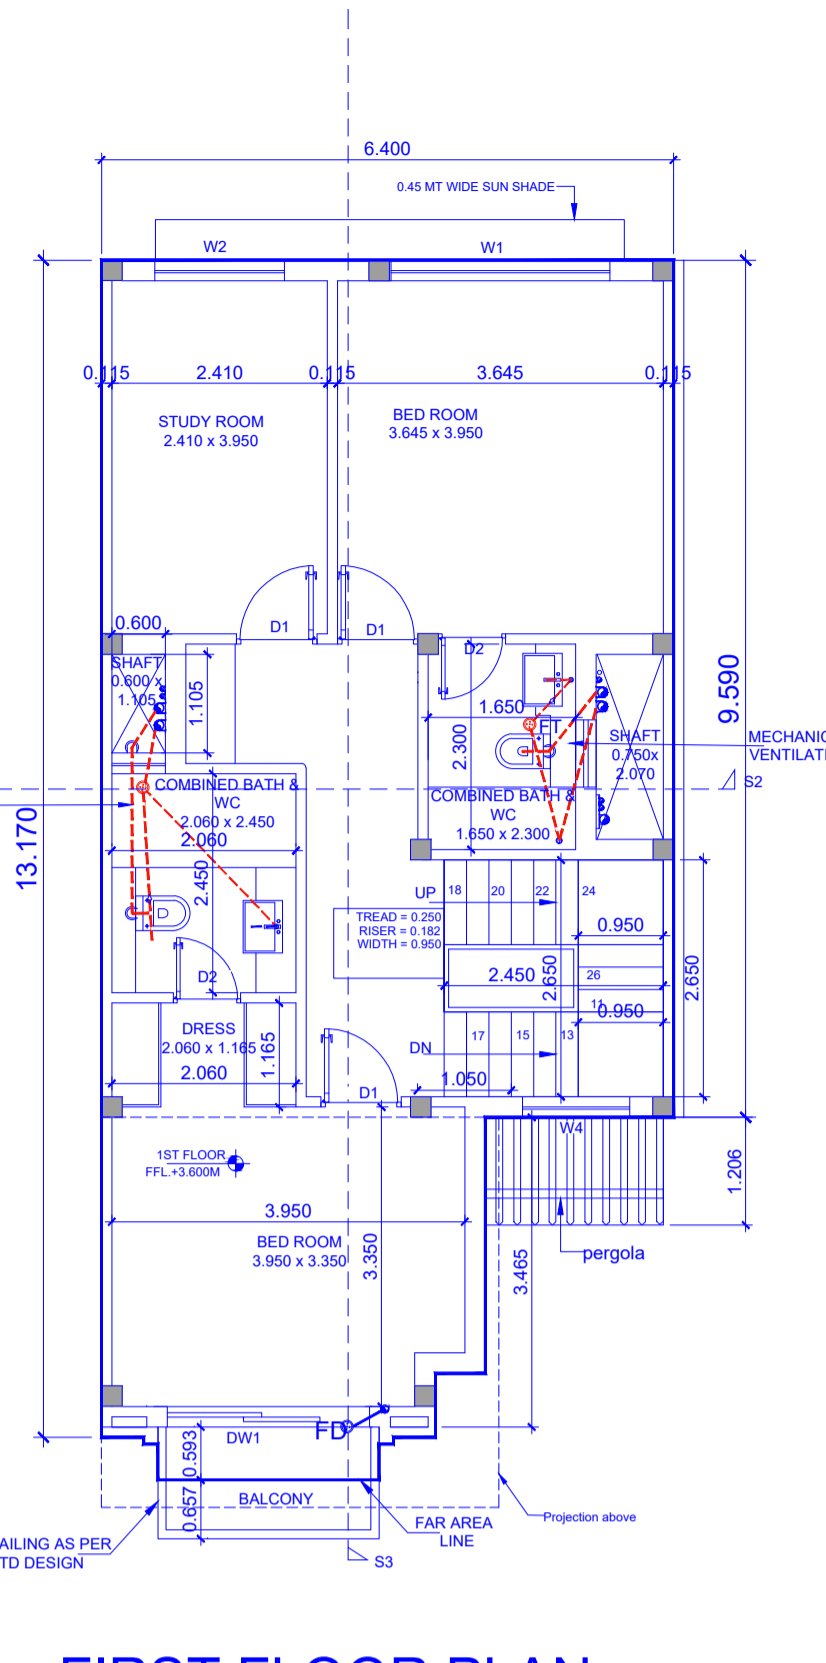 6.400
0.45 MT WIDE SUN SHADE
W2
W1
0.115
2.410
0.115
3.645
0.115
STUDY ROOM
2.410 x 3.950
BED ROOM
3.645 x 3.950
D1
D1
0.600
D2
SHAFT
0.600 x
1.105
1.105
1.650
FT
2.300
SHAFT
0.750x
2.070
9.590
MECHANIC
VENTILAT
S2
COMBINED BATH &
WC
2.060 x 2.450
2.060
COMBINED BATH &
WC
1.650 x 2.300
13.170
2.450
UP
18
20
22
24
TREAD = 0.250
RISER = 0.182
WIDTH = 0.950
0.950
2.450
2.650
26
2.650
11
0.950
D2
DRESS
2.060 x 1.165
1.165
2.060
DN
17
15
13
1.050
D1
W4
1ST FLOOR
FFL.+3.600M
1.206
3.950
BED ROOM
3.950 x 3.350
3.350
pergola
3.465
FD
DW1
0.593
BALCONY
0.657
FAR AREA
LINE
Projection above
AILING AS PER
TD DESIGN
S3
FIRST FLOOR PLAN